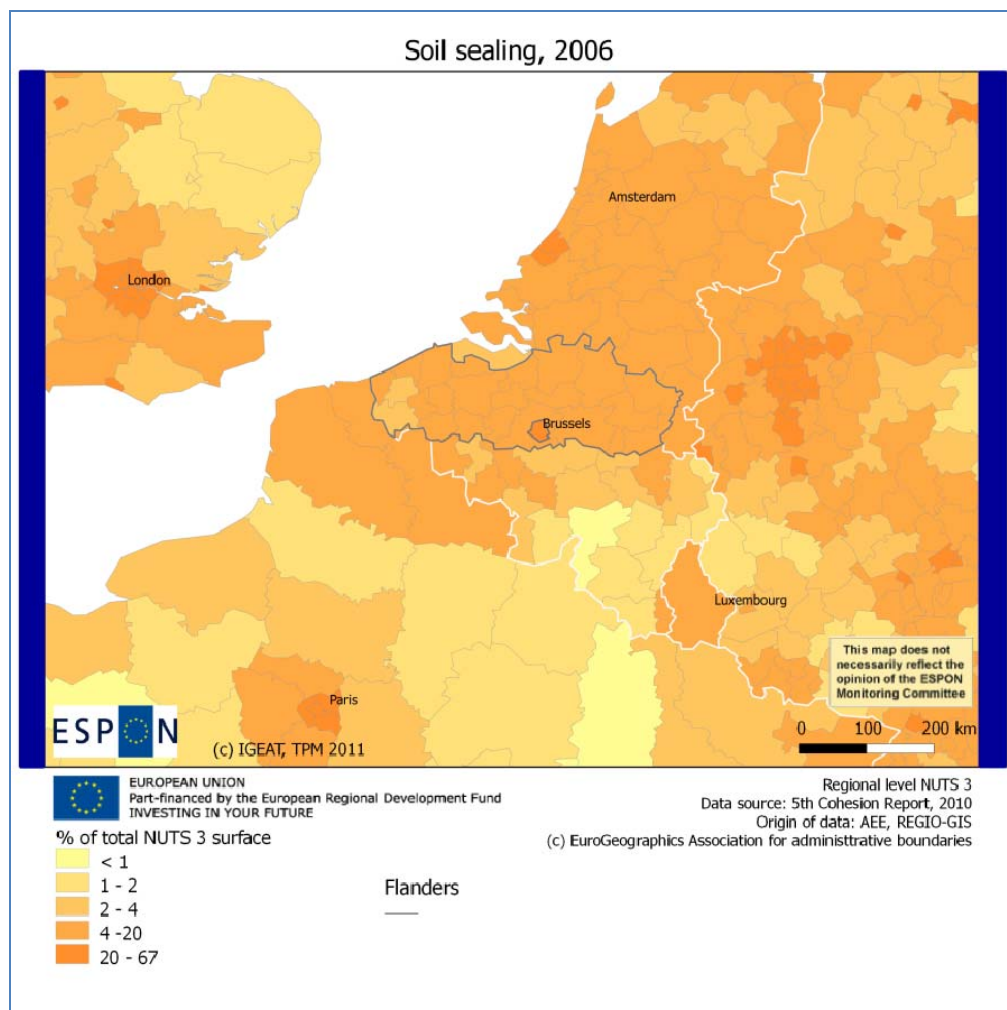 Soil sealing, 2006
Amsterdam
London
Brussels
Luxembourg
Paris
This map does not
necessarily reflect the
opinion of the ESPON
Monitoring Committee
0 100 200 km
ESPON
(c) IGEAT, TPM 2011
EUROPEAN UNION
Part-financed by the European Regional Development Fund
INVESTING IN YOUR FUTURE
Regional level NUTS 3
Data source: 5th Cohesion Report, 2010
Origin of data: AEE, REGIO-GIS
(c) EuroGeographics Association for administtrative boundaries
% of total NUTS 3 surface
< 1
1 - 2
2 - 4
4 -20
20 - 67
Flanders